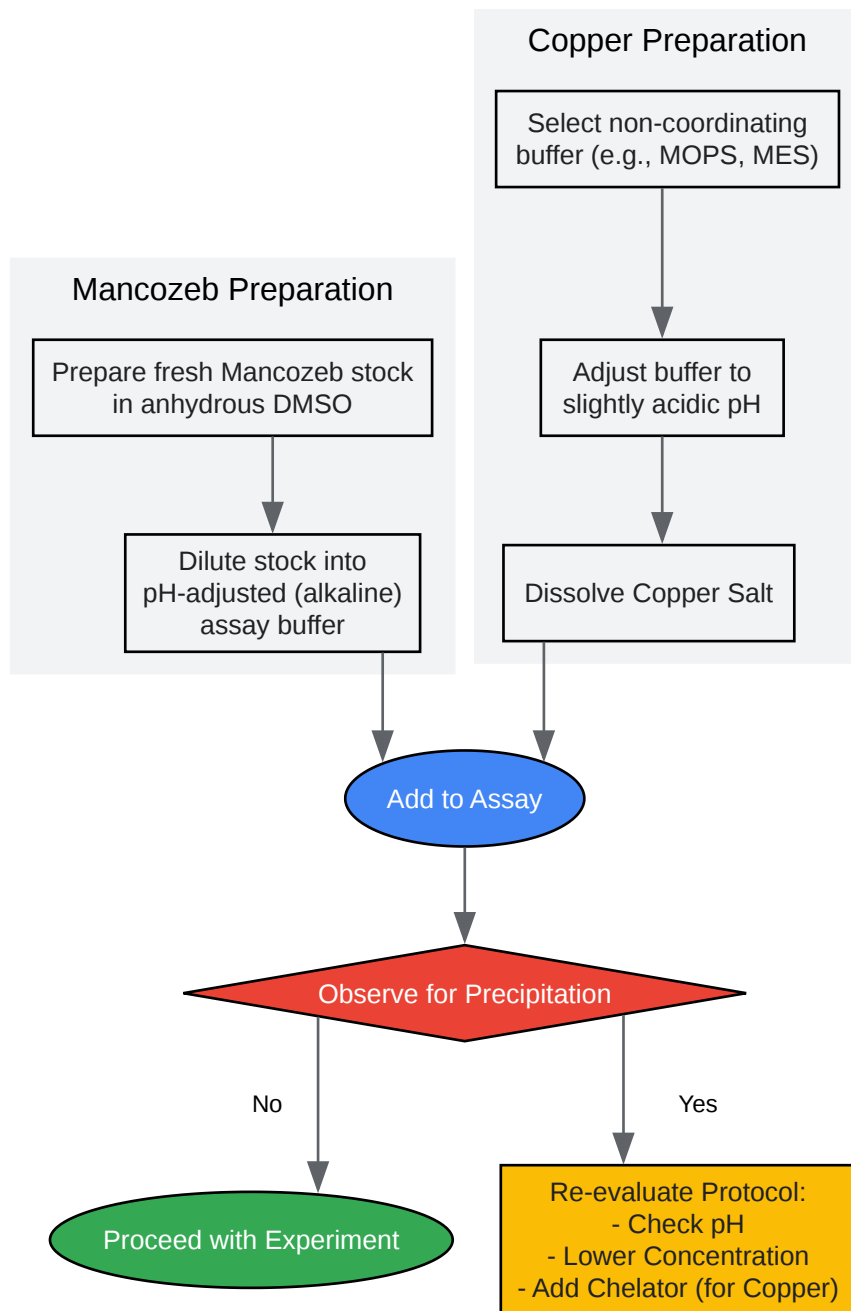 Copper Preparation
Select non-coordinating
buffer (e.g., MOPS, MES)
Mancozeb Preparation
Prepare fresh Mancozeb stock
in anhydrous DMSO
Adjust buffer to
slightly acidic pH
Dilute stock into
pH-adjusted (alkaline)
assay buffer
Dissolve Copper Salt
Add to Assay
Observe for Precipitation
No
Yes
Proceed with Experiment
Re-evaluate Protocol:
- Check pH
- Lower Concentration
- Add Chelator (for Copper)